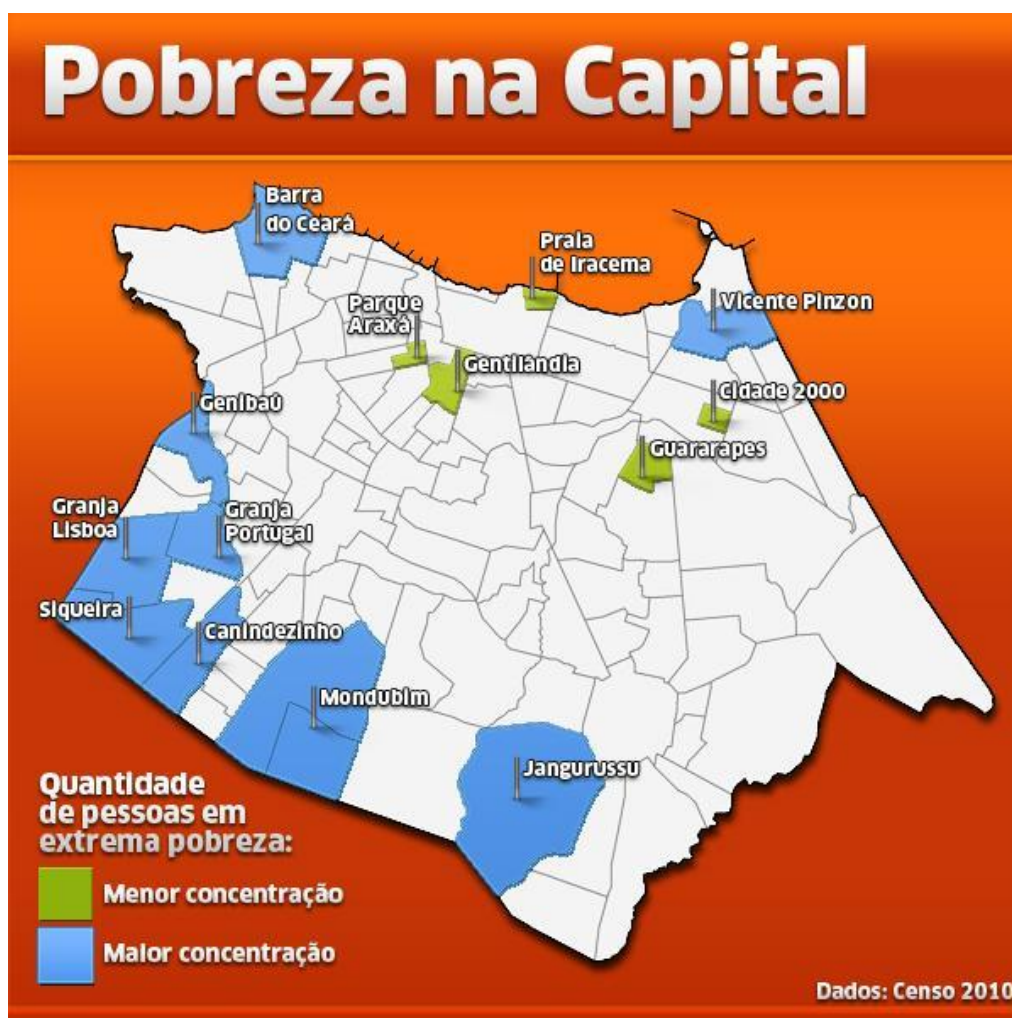 Pobreza na Capital
Barra
do Ceará
Praia
de Iracema
Vicente Pinzon
Parque
Araxá
Gentilândia
Cidade 2000
Genibaú
Guararapes
Granja
Lisboa
Granja
Portugal
Siqueira
Canindezinho
Mondubim
Jangurussu
Quantidade
de pessoas em
extrema pobreza:
Menor concentração
Maior concentração
Dados: Censo 2010